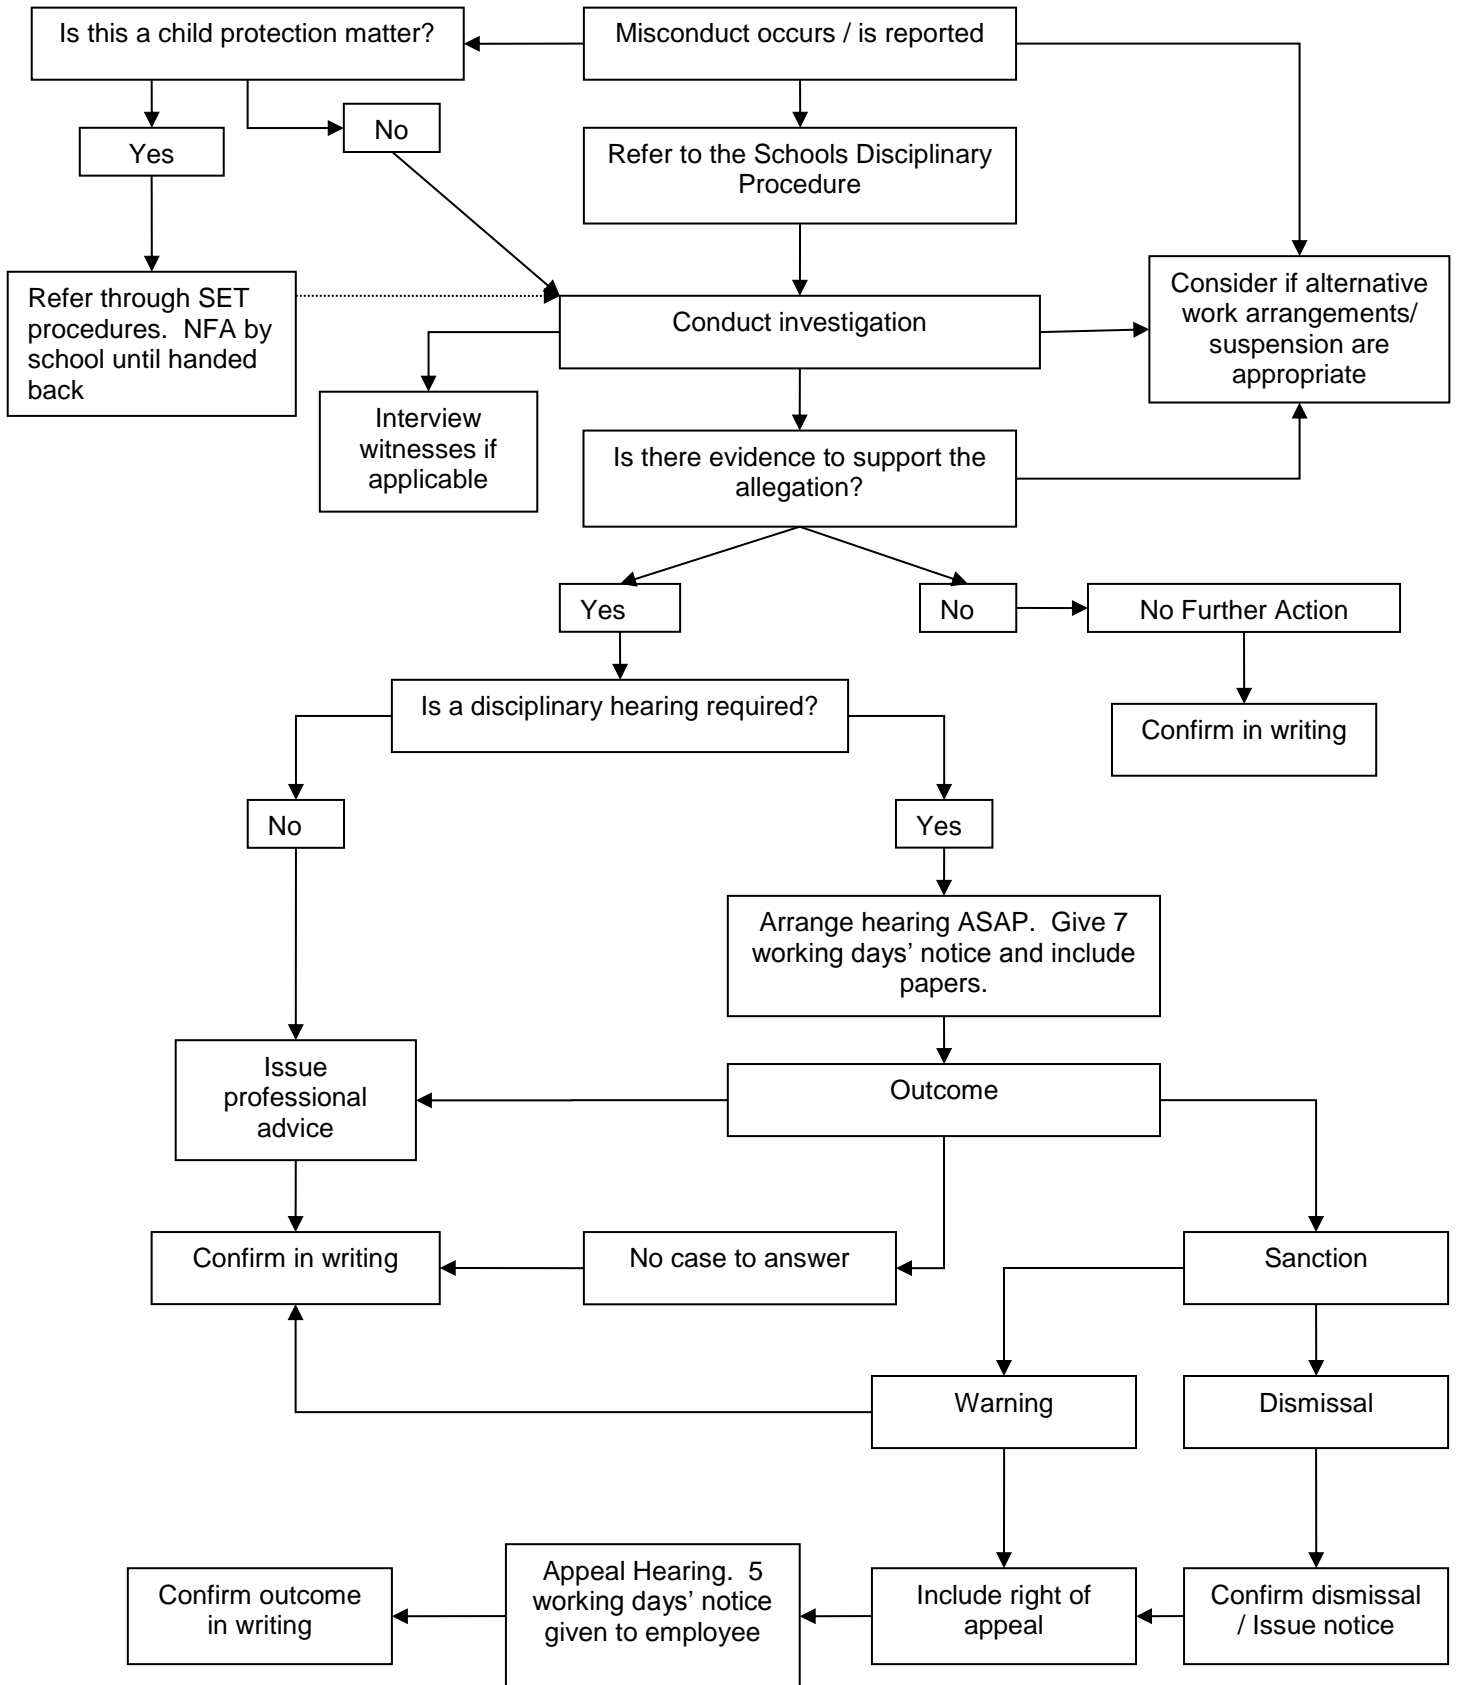 Is this a child protection matter?
Misconduct occurs / is reported
No
Yes
Refer to the Schools Disciplinary
Procedure
Refer through SET
procedures.  NFA by
school until handed
back
Conduct investigation
Consider if alternative
work arrangements/
suspension are
appropriate
Interview
witnesses if
applicable
Is there evidence to support the
allegation?
Yes
No
No Further Action
Is a disciplinary hearing required?
Confirm in writing
No
Yes
Arrange hearing ASAP.  Give 7
working days’ notice and include
papers.
Issue
professional
advice
Outcome
Confirm in writing
No case to answer
Sanction
Warning
Dismissal
Confirm outcome
in writing
Appeal Hearing.  5
working days’ notice
given to employee
Include right of
appeal
Confirm dismissal
/ Issue notice